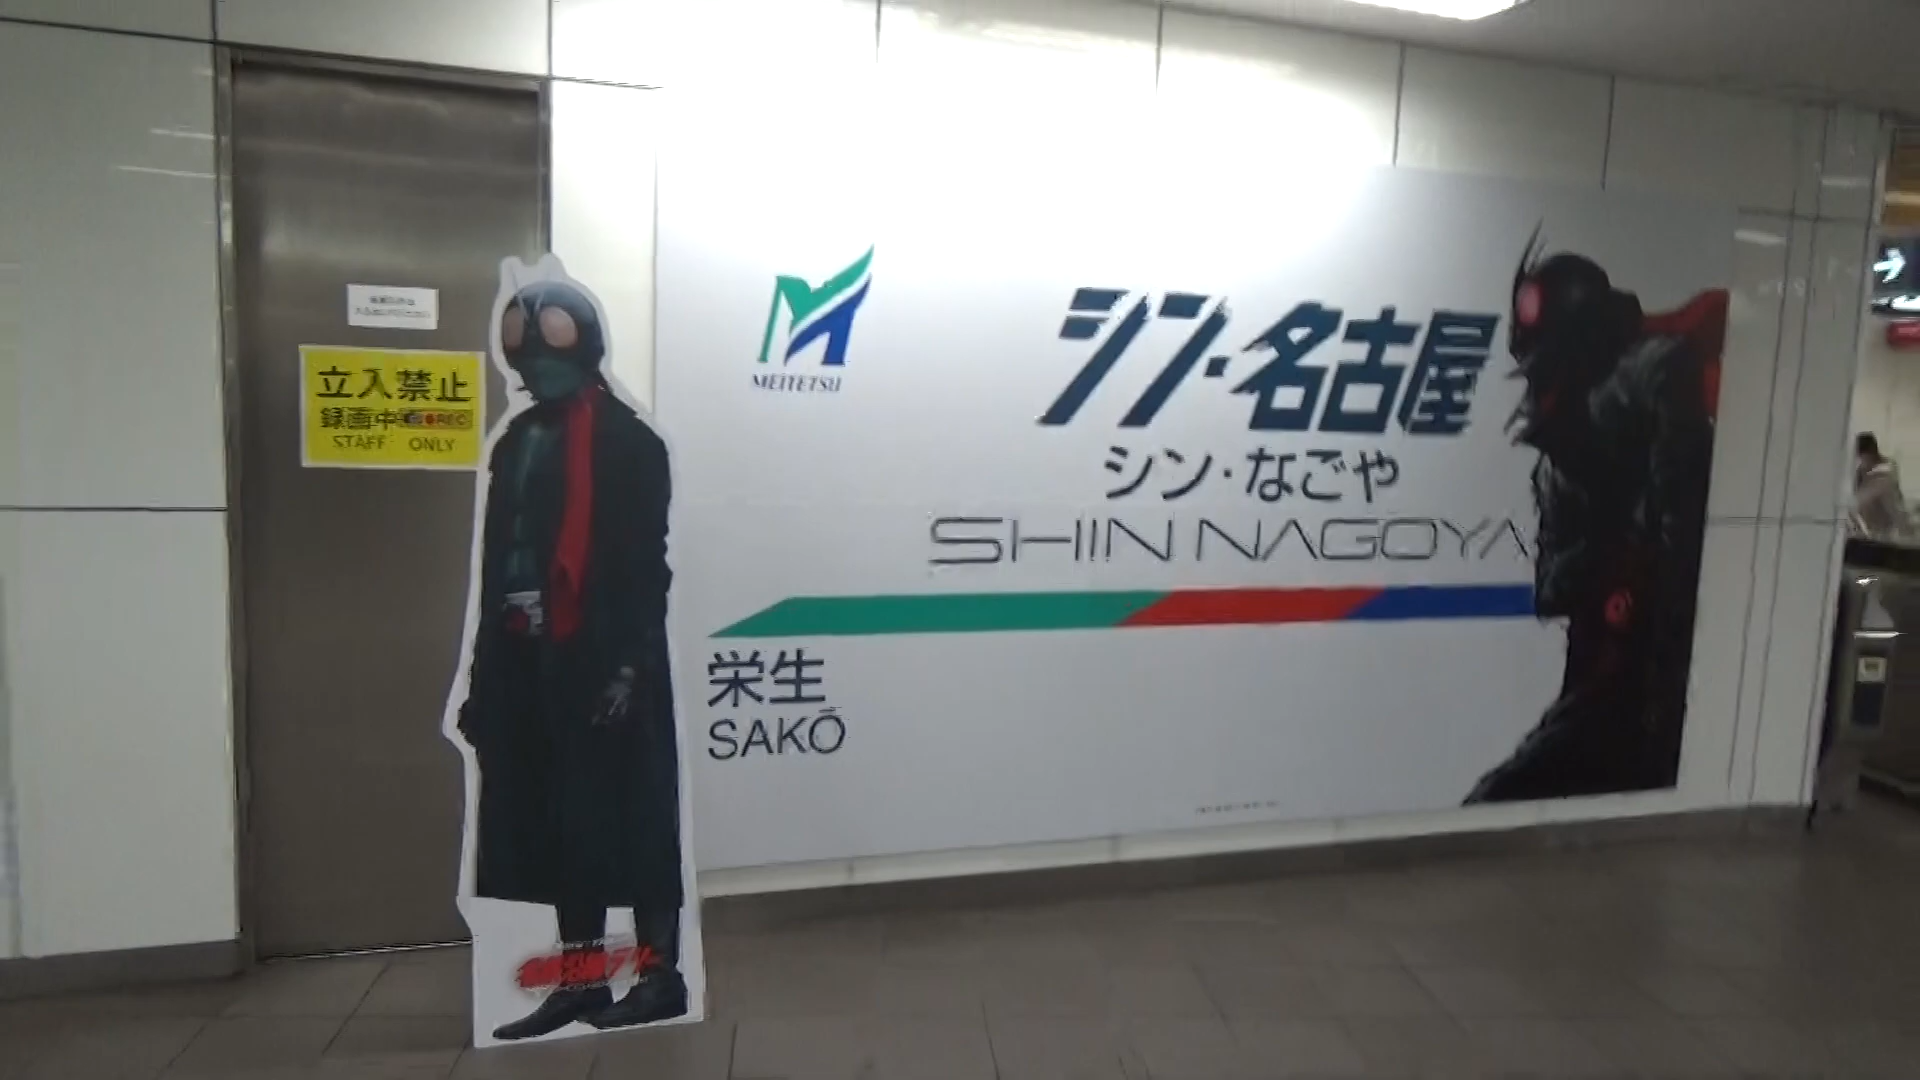 立入禁止
録画中 REC
STAFF ONLY
MEITETSU
シン・名古屋
シン・なごや
SHIN NAGOYA
栄生
SAKŌ